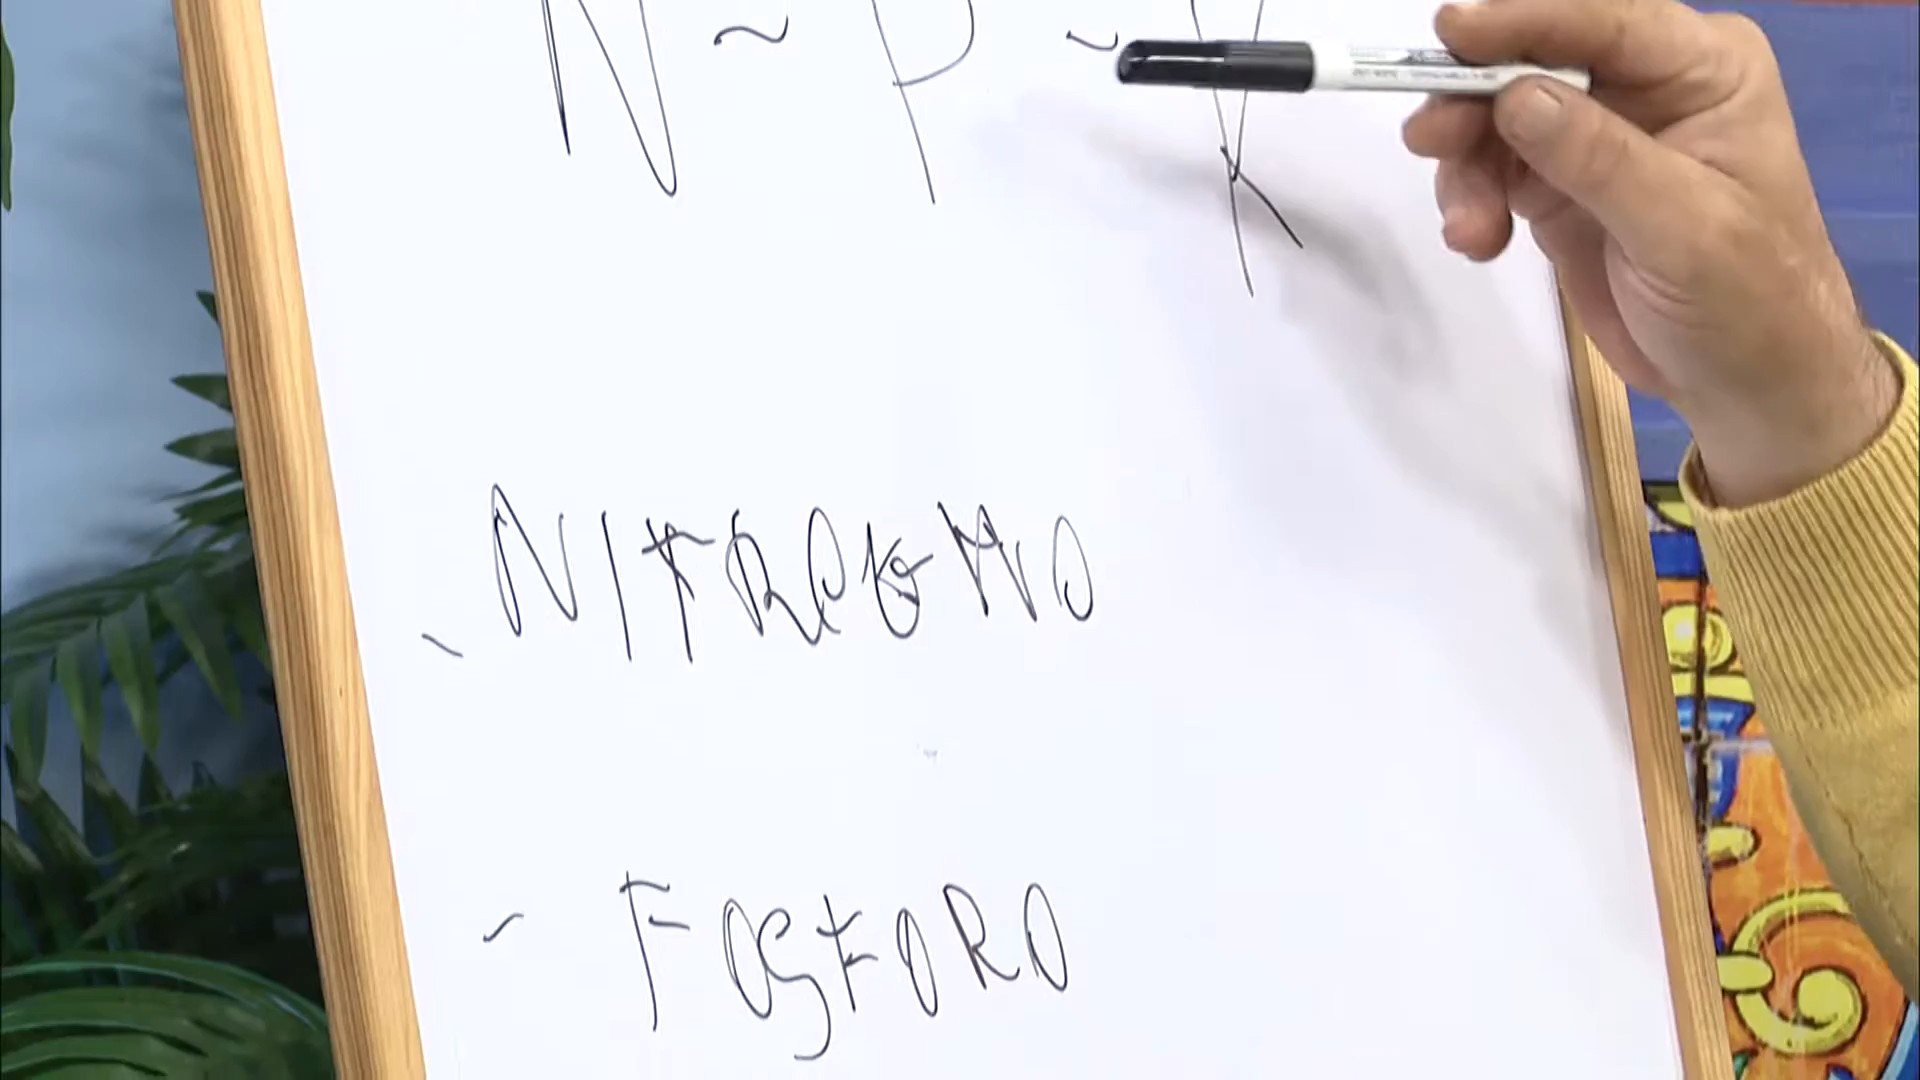 N ~ P ~ K
- NITROGENO
- FOSFORO